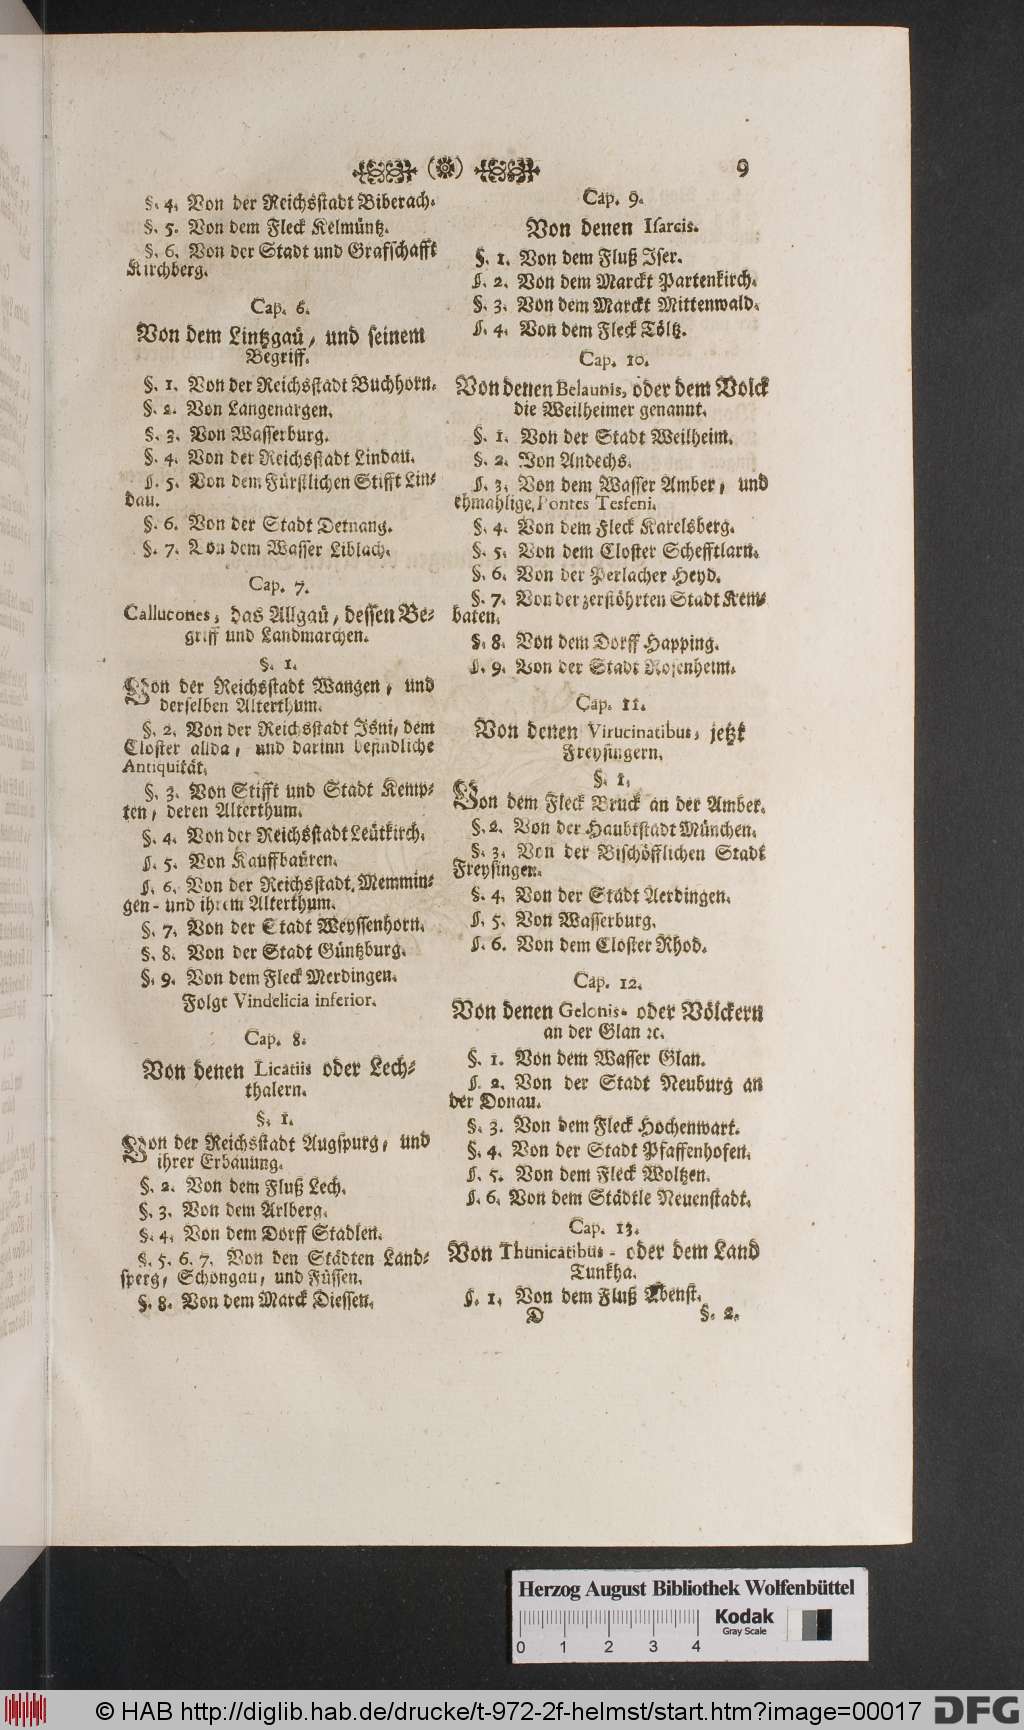 9
§. 4. Von der Reichsstadt Biberach.
§. 5. Von dem Fleck Kelmüntz.
§. 6. Von der Stadt und Grafschafft
Kirchberg.
Cap. 6.
Von dem Lintzgaü, und seinem
Begriff.
§. 1. Von der Reichsstadt Buchhorn.
§. 2. Von Langenargen.
§. 3. Von Wasserburg.
§. 4. Von der Reichsstadt Lindau.
§. 5. Von dem Fürstlichen Stifft Lin-
dau.
§. 6. Von der Stadt Detnang.
§. 7. Von dem Wasser Liblach.
Cap. 7.
Callucones, das Allgaü, dessen Be-
griff und Landmarchen.
§. 1.
Von der Reichsstadt Wangen, und
derselben Alterthum.
§. 2. Von der Reichsstadt Isni, dem
Closter allda, und darinn befindliche
Antiquität.
§. 3. Von Stifft und Stadt Kemp-
ten, deren Alterthum.
§. 4. Von der Reichsstadt Leütkirch.
§. 5. Von Kauffbaüren.
§. 6. Von der Reichsstadt Memmin-
gen - und ihrem Alterthum.
§. 7. Von der Stadt Weyssenhorn.
§. 8. Von der Stadt Güntzburg.
§. 9. Von dem Fleck Merdingen.
Folgt Vindelicia inferior.
Cap. 8.
Von denen Licatiis oder Lech-
thalern.
§. 1.
Von der Reichsstadt Augspurg, und
ihrer Erbauung.
§. 2. Von dem Fluß Lech.
§. 3. Von dem Arlberg.
§. 4. Von dem Dorff Stadlen.
§. 5. 6. 7. Von den Städten Land-
sperg, Schongau, und Füssen.
§. 8. Von dem Marck Diessen.
Cap. 9.
Von denen Isarcis.
§. 1. Von dem Fluß Iser.
§. 2. Von dem Marckt Partenkirch.
§. 3. Von dem Marckt Mittenwald.
§. 4. Von dem Fleck Töltz.
Cap. 10.
Von denen Belaunis, oder dem Volck
die Weilheimer genannt.
§. 1. Von der Stadt Weilheim.
§. 2. Von Andechs.
§. 3. Von dem Wasser Amber, und
ehmahlige, Pontes Tesseni.
§. 4. Von dem Fleck Karelsberg.
§. 5. Von dem Closter Schefftlarn.
§. 6. Von der Perlacher Heyd.
§. 7. Von der zerstöhrten Stadt Kem-
baten.
§. 8. Von dem Dorff Happing.
§. 9. Von der Stadt Rosenheim.
Cap. 11.
Von denen Virucinatibus, jetzt
Freysingern.
§. 1.
Von dem Fleck Bruck an der Amber.
§. 2. Von der Haubtstadt München.
§. 3. Von der Bischöfflichen Stadt
Freysingen.
§. 4. Von der Stadt Aerdingen.
§. 5. Von Wasserburg.
§. 6. Von dem Closter Rhod.
Cap. 12.
Von denen Gelonis - oder Völckern
an der Glan ꝛc.
§. 1. Von dem Wasser Glan.
§. 2. Von der Stadt Neuburg an
der Donau.
§. 3. Von dem Fleck Hochenwart.
§. 4. Von der Stadt Pfaffenhofen.
§. 5. Von dem Fleck Woltzen.
§. 6. Von dem Städtle Neuenstadt.
Cap. 13.
Von Thunicatibus - oder dem Land
Tunkha.
§. 1. Von dem Fluß Abenst.
D §. 2.
Herzog August Bibliothek Wolfenbüttel
Kodak
Gray Scale
0 1 2 3 4
© HAB http://diglib.hab.de/drucke/t-972-2f-helmst/start.htm?image=00017
DFG